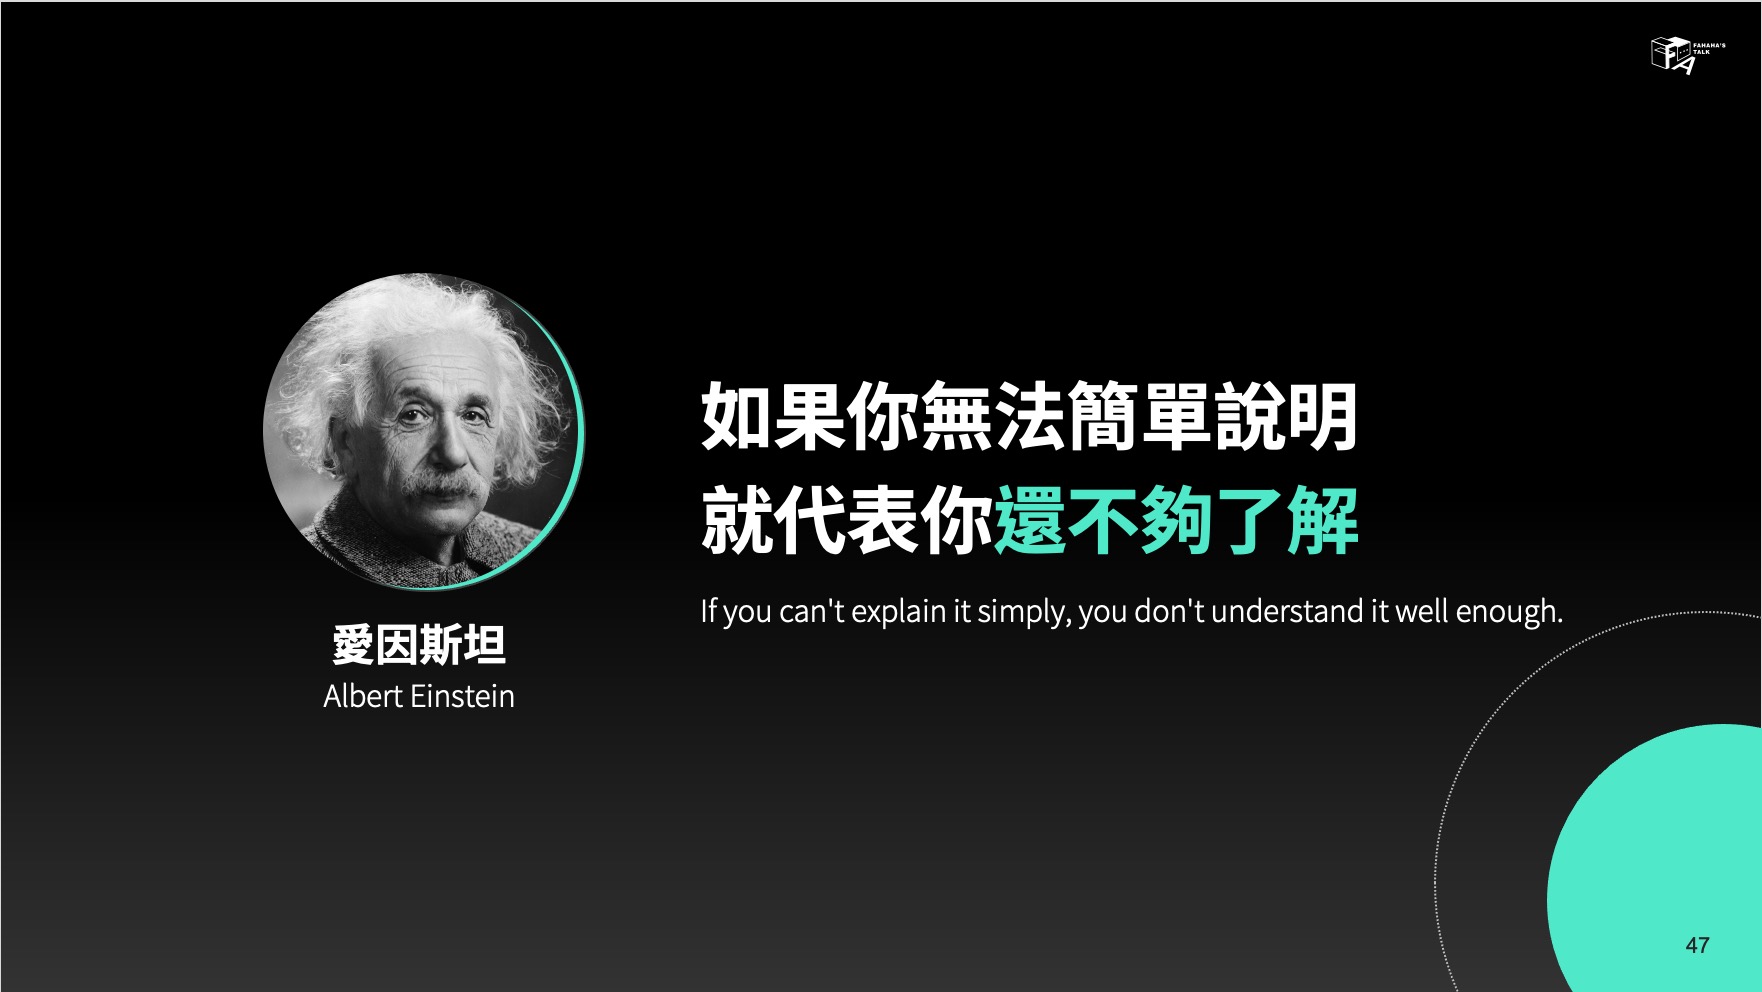 FAHAHA'S
TALK
FA
如果你無法簡單說明
就代表你還不夠了解
If you can't explain it simply, you don't understand it well enough.
愛因斯坦
Albert Einstein
47